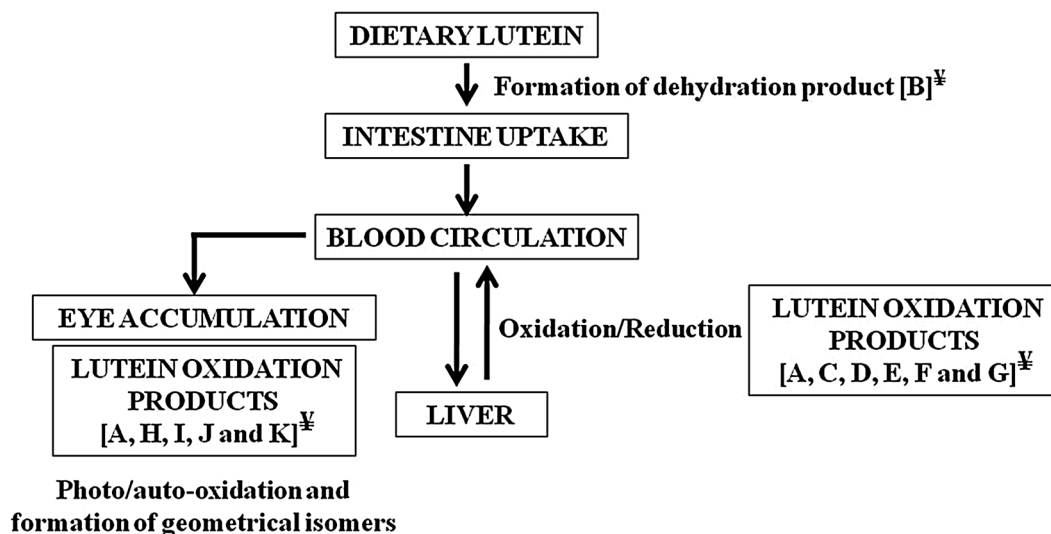 DIETARY LUTEIN
Formation of dehydration product [B]¥
INTESTINE UPTAKE
BLOOD CIRCULATION
EYE ACCUMULATION
LUTEIN OXIDATION
PRODUCTS
[A, H, I, J and K]¥
Photo/auto-oxidation and
formation of geometrical isomers
Oxidation/Reduction
LIVER
LUTEIN OXIDATION
PRODUCTS
[A, C, D, E, F and G]¥